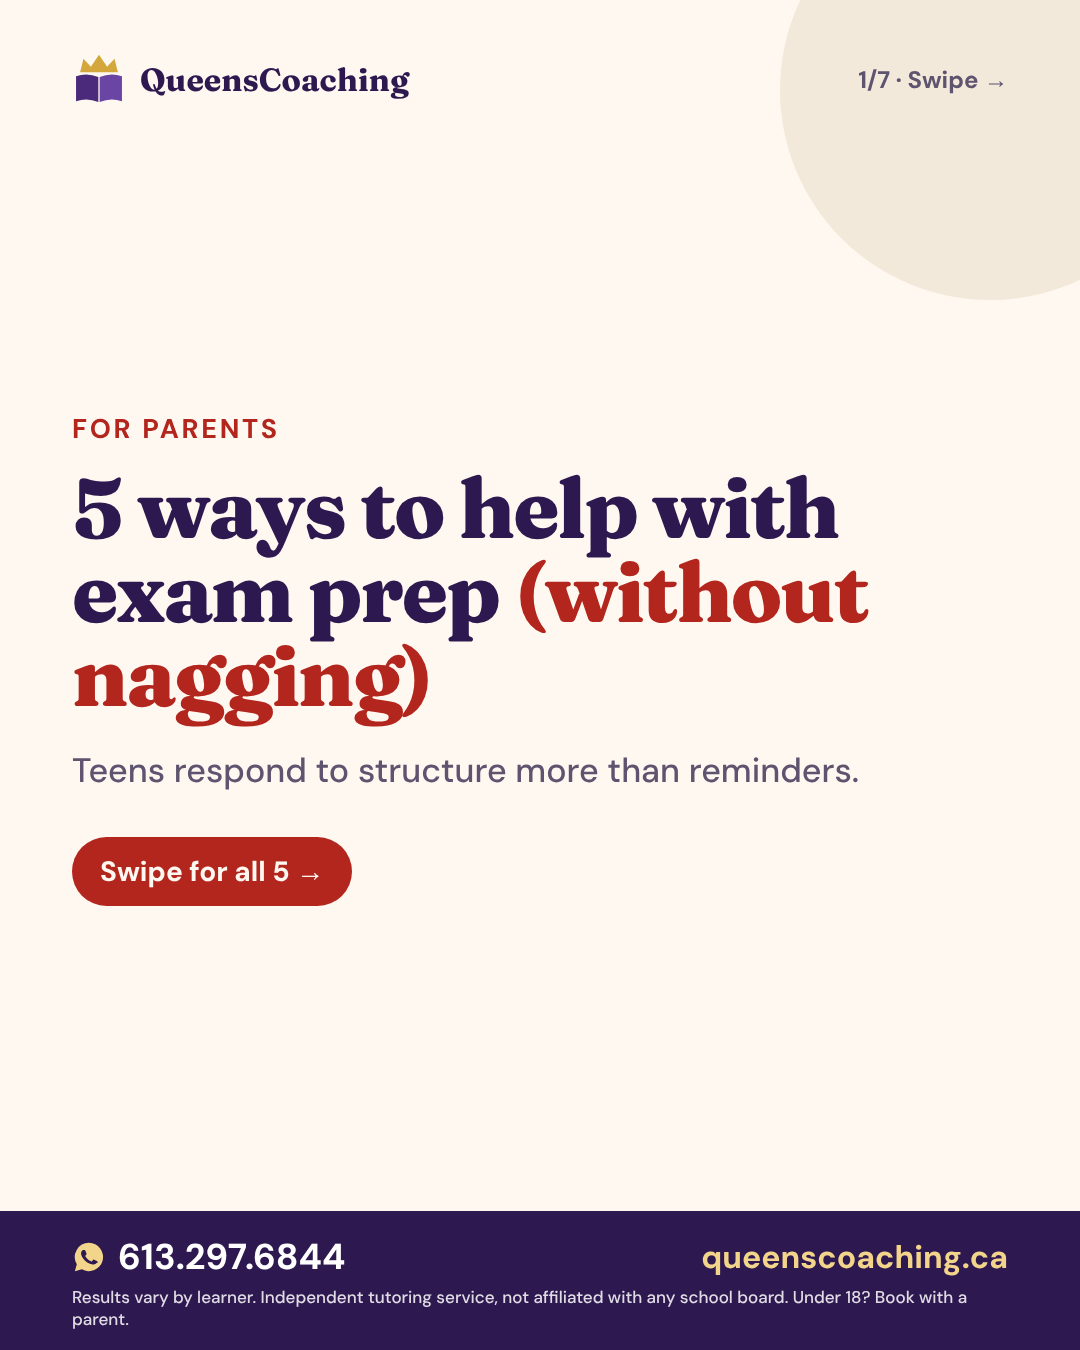 QueensCoaching
1/7 · Swipe →
FOR PARENTS
5 ways to help with
exam prep (without
nagging)
Teens respond to structure more than reminders.
Swipe for all 5 →
613.297.6844
queenscoaching.ca
Results vary by learner. Independent tutoring service, not affiliated with any school board. Under 18? Book with a
parent.